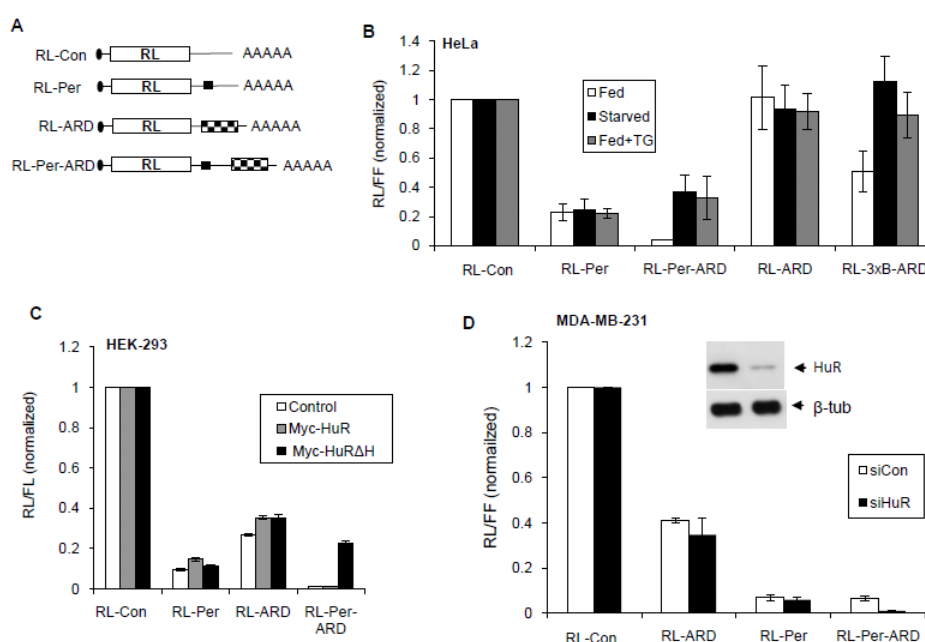 A
RL-Con
RL
AAAAA
RL-Per
RL
AAAAA
RL-ARD
RL
AAAAA
RL-Per-ARD
RL
AAAAA
B
HeLa
RL/FF (normalized)
1.4
1.2
1
0.8
0.6
0.4
0.2
0
Fed
Starved
Fed+TG
RL-Con
RL-Per
RL-Per-ARD
RL-ARD
RL-3xB-ARD
C
HEK-293
RL/FL (normalized)
1.2
1
0.8
0.6
0.4
0.2
0
Control
Myc-HuR
Myc-HuRΔH
RL-Con
RL-Per
RL-ARD
RL-Per-
ARD
D
MDA-MB-231
RL/FF (normailzed)
1.2
1
0.8
0.6
0.4
0.2
0
HuR
β-tub
siCon
siHuR
RL-Con
RL-ARD
RL-Per
RL-Per-ARD